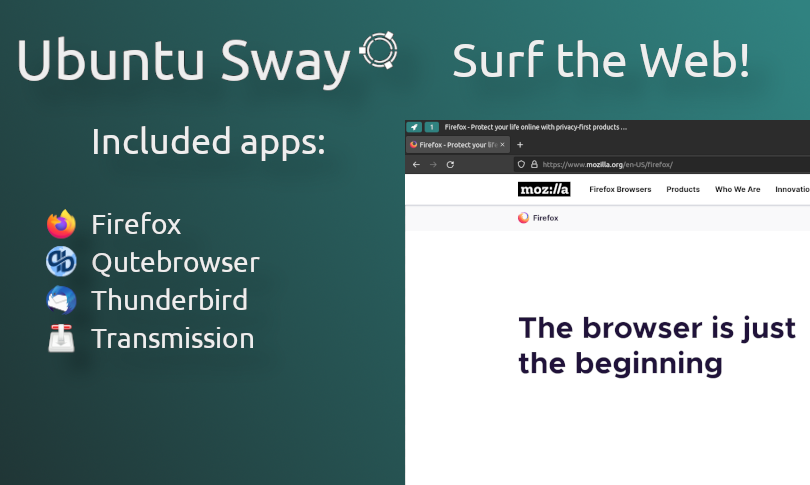 Ubuntu Sway
Surf the Web!
Included apps:
Firefox
Qutebrowser
Thunderbird
Transmission
1 Firefox - Protect your life online with privacy-first products ...
Firefox - Protect your life
https://www.mozilla.org/en-US/firefox/
moz://a Firefox Browsers Products Who We Are Innovatio
Firefox
The browser is just
the beginning